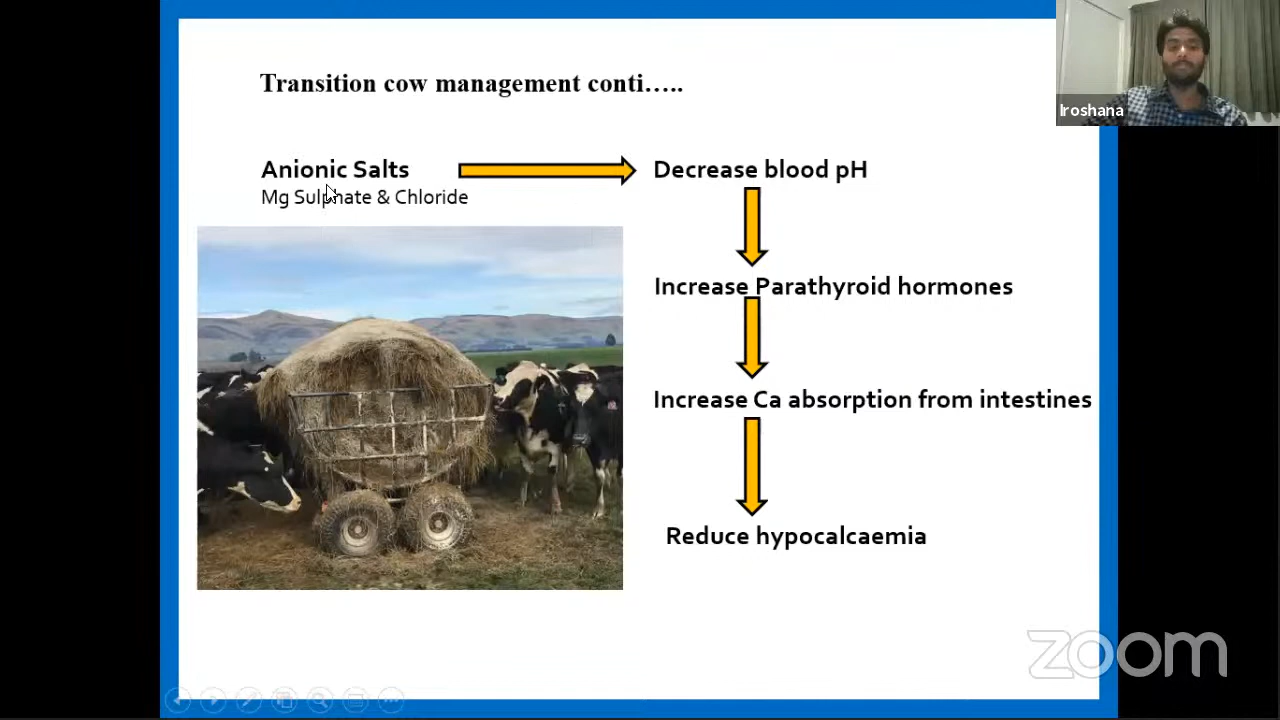 Transition cow management conti…..
Iroshana
Anionic Salts
Mg Sulphate & Chloride
Decrease blood pH
Increase Parathyroid hormones
Increase Ca absorption from intestines
Reduce hypocalcaemia
zoom